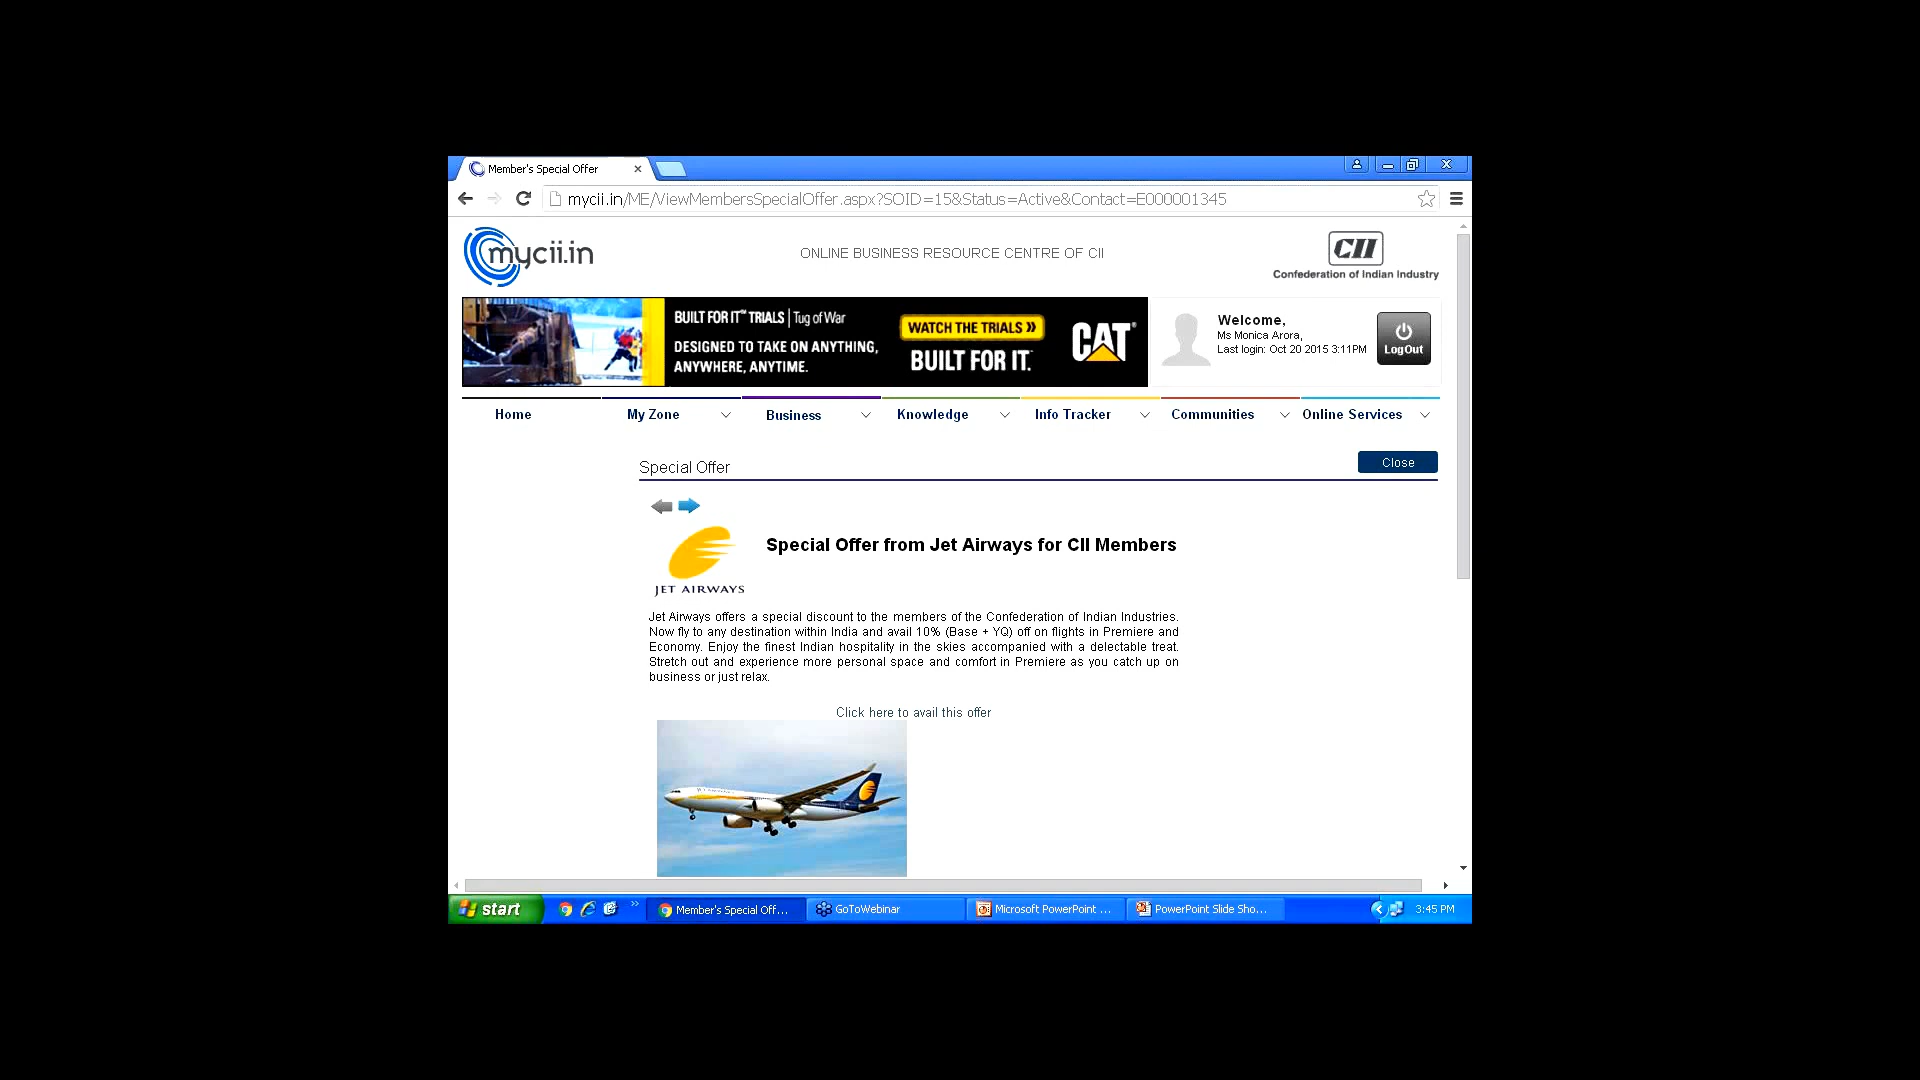 Member's Special Offer
mycii.in/ME/ViewMembersSpecialOffer.aspx?SOID=15&Status=Active&Contact=E000001345
mycii.in
ONLINE BUSINESS RESOURCE CENTRE OF CII
CII
Confederation of Indian Industry
BUILT FOR IT™ TRIALS | Tug of War
DESIGNED TO TAKE ON ANYTHING,
ANYWHERE, ANYTIME.
WATCH THE TRIALS »
BUILT FOR IT.™
CAT®
Welcome,
Ms Monica Arora,
Last login: Oct 20 2015 3:11PM
LogOut
Home
My Zone
Business
Knowledge
Info Tracker
Communities
Online Services
Special Offer
Close
JET AIRWAYS
Special Offer from Jet Airways for CII Members
Jet Airways offers a special discount to the members of the Confederation of Indian Industries.
Now fly to any destination within India and avail 10% (Base + YQ) off on flights in Premiere and
Economy. Enjoy the finest Indian hospitality in the skies accompanied with a delectable treat.
Stretch out and experience more personal space and comfort in Premiere as you catch up on
business or just relax.
Click here to avail this offer
start
Member's Special Off...
GoToWebinar
Microsoft PowerPoint ...
PowerPoint Slide Sho...
3:45 PM